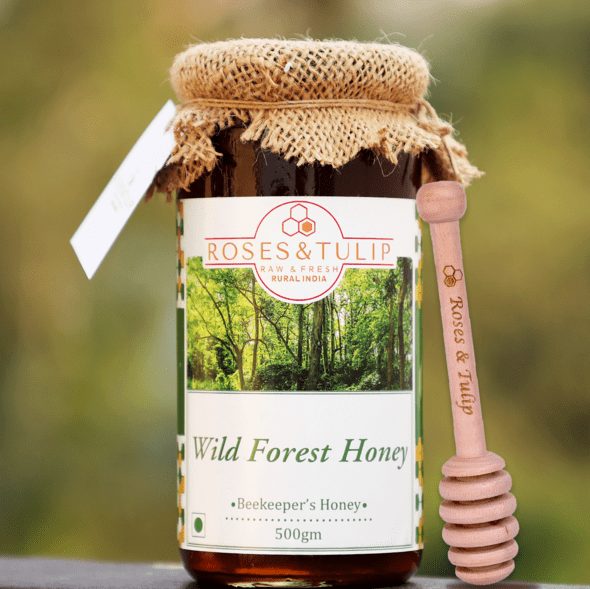 ROSES & TULIP
RAW & FRESH
RURAL INDIA
Wild Forest Honey
•Beekeeper's Honey•
500gm
Roses & Tulip